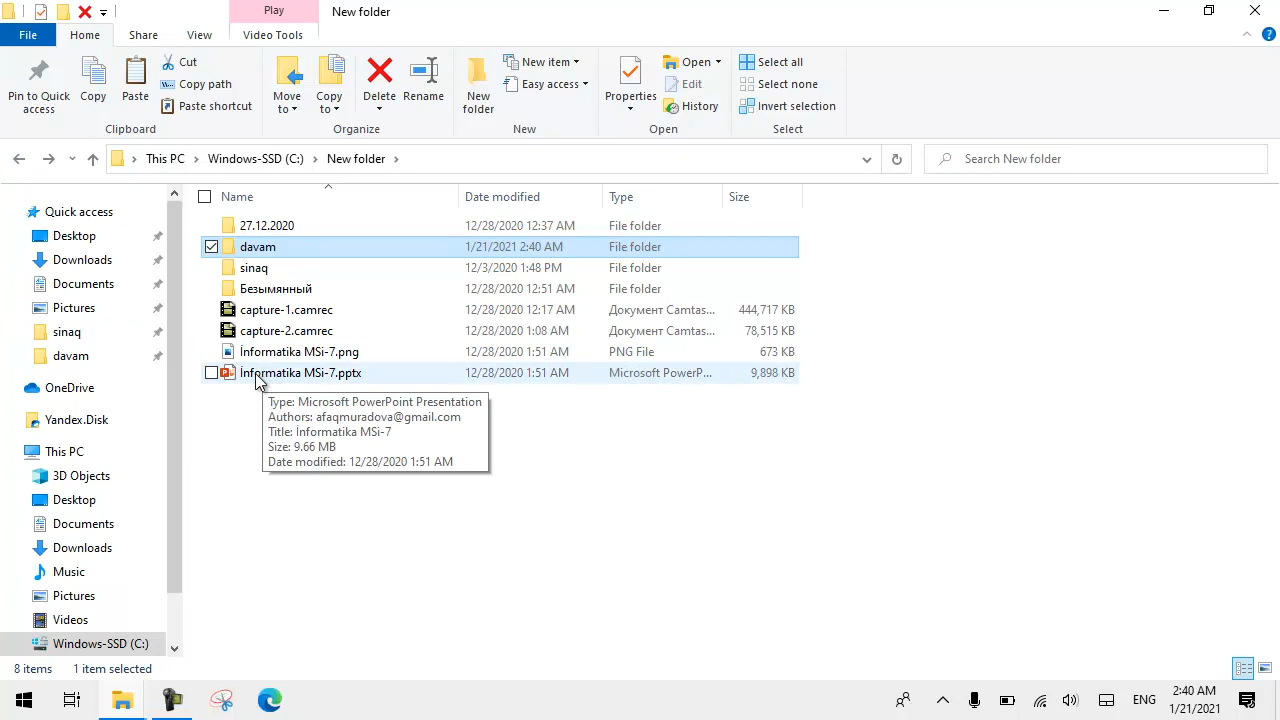 Play
New folder
File
Home
Share
View
Video Tools
Pin to Quick access
Copy
Paste
Cut
Copy path
Paste shortcut
Clipboard
Move to
Copy to
Delete
Rename
Organize
New folder
New item
Easy access
New
Properties
Open
Edit
History
Open
Select all
Select none
Invert selection
Select
This PC
Windows-SSD (C:)
New folder
Search New folder
Name Date modified Type Size
27.12.2020 12/28/2020 12:37 AM File folder
davam 1/21/2021 2:40 AM File folder
sinaq 12/3/2020 1:48 PM File folder
Безымянный 12/28/2020 12:51 AM File folder
capture-1.camrec 12/28/2020 12:17 AM Документ Camtas... 444,717 KB
capture-2.camrec 12/28/2020 1:08 AM Документ Camtas... 78,515 KB
İnformatika MSi-7.png 12/28/2020 1:51 AM PNG File 673 KB
İnformatika MSi-7.pptx 12/28/2020 1:51 AM Microsoft PowerP... 9,898 KB
Type: Microsoft PowerPoint Presentation
Authors: afaqmuradova@gmail.com
Title: İnformatika MSi-7
Size: 9.66 MB
Date modified: 12/28/2020 1:51 AM
Quick access
Desktop
Downloads
Documents
Pictures
sinaq
davam
OneDrive
Yandex.Disk
This PC
3D Objects
Desktop
Documents
Downloads
Music
Pictures
Videos
Windows-SSD (C:)
8 items 1 item selected
ENG
2:40 AM
1/21/2021